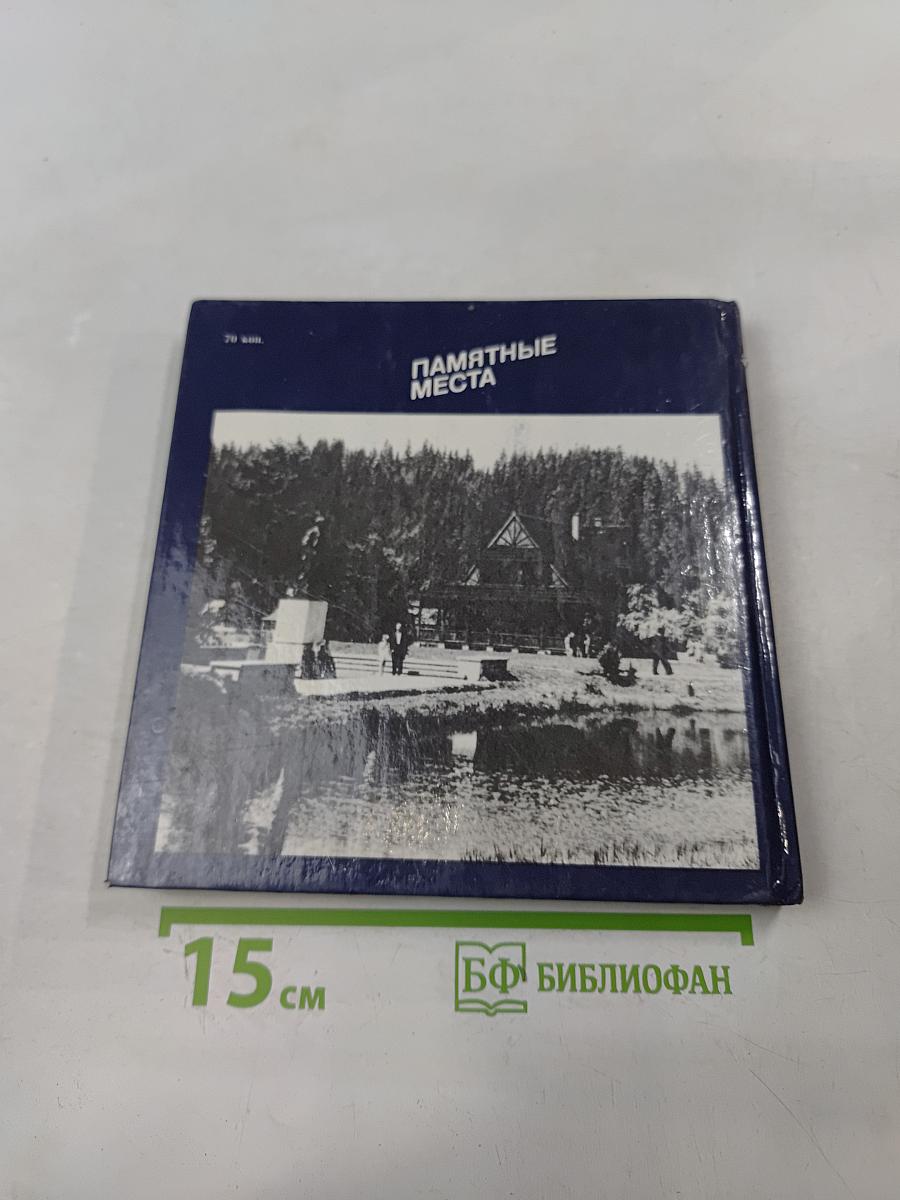 70 коп.
ПАМЯТНЫЕ
МЕСТА
15 см
БФ БИБЛИОФАН